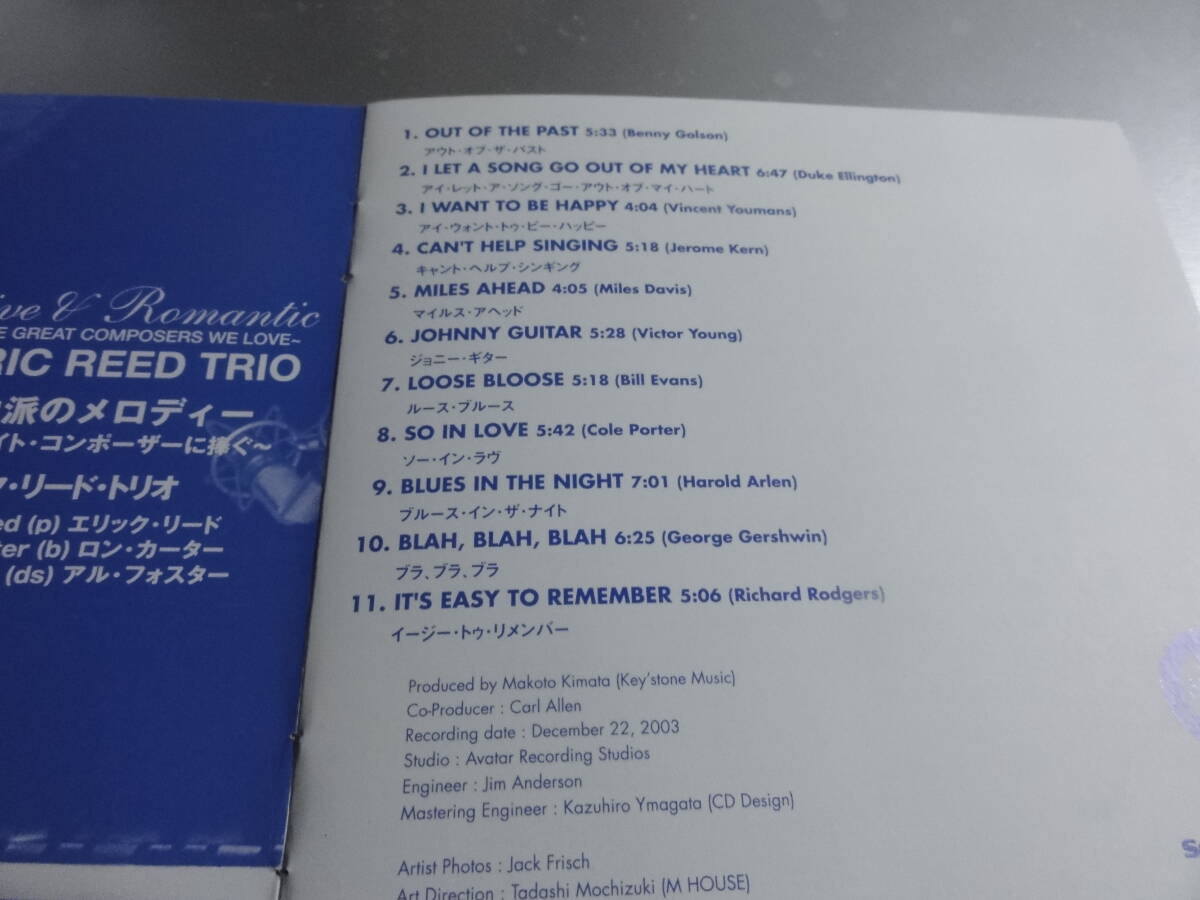 ive & Romantic
E GREAT COMPOSERS WE LOVE~
RIC REED TRIO
派のメロディー
イト・コンポーザーに捧ぐ~
ク・リード・トリオ
ed (p) エリック・リード
ter (b) ロン・カーター
(ds) アル・フォスター
1. OUT OF THE PAST 5:33 (Benny Golson)
アウト・オブ・ザ・パスト
2. I LET A SONG GO OUT OF MY HEART 6:47 (Duke Ellington)
アイ・レット・ア・ソング・ゴー・アウト・オブ・マイ・ハート
3. I WANT TO BE HAPPY 4:04 (Vincent Youmans)
アイ・ウォント・トゥ・ビー・ハッピー
4. CAN'T HELP SINGING 5:18 (Jerome Kern)
キャント・ヘルプ・シンギング
5. MILES AHEAD 4:05 (Miles Davis)
マイルス・アヘッド
6. JOHNNY GUITAR 5:28 (Victor Young)
ジョニー・ギター
7. LOOSE BLOOSE 5:18 (Bill Evans)
ルース・ブルース
8. SO IN LOVE 5:42 (Cole Porter)
ソー・イン・ラヴ
9. BLUES IN THE NIGHT 7:01 (Harold Arlen)
ブルース・イン・ザ・ナイト
10. BLAH, BLAH, BLAH 6:25 (George Gershwin)
ブラ、ブラ、ブラ
11. IT'S EASY TO REMEMBER 5:06 (Richard Rodgers)
イージー・トゥ・リメンバー
Produced by Makoto Kimata (Key'stone Music)
Co-Producer : Carl Allen
Recording date : December 22, 2003
Studio : Avatar Recording Studios
Engineer : Jim Anderson
Mastering Engineer : Kazuhiro Ymagata (CD Design)
Artist Photos : Jack Frisch
Art Direction : Tadashi Mochizuki (M HOUSE)